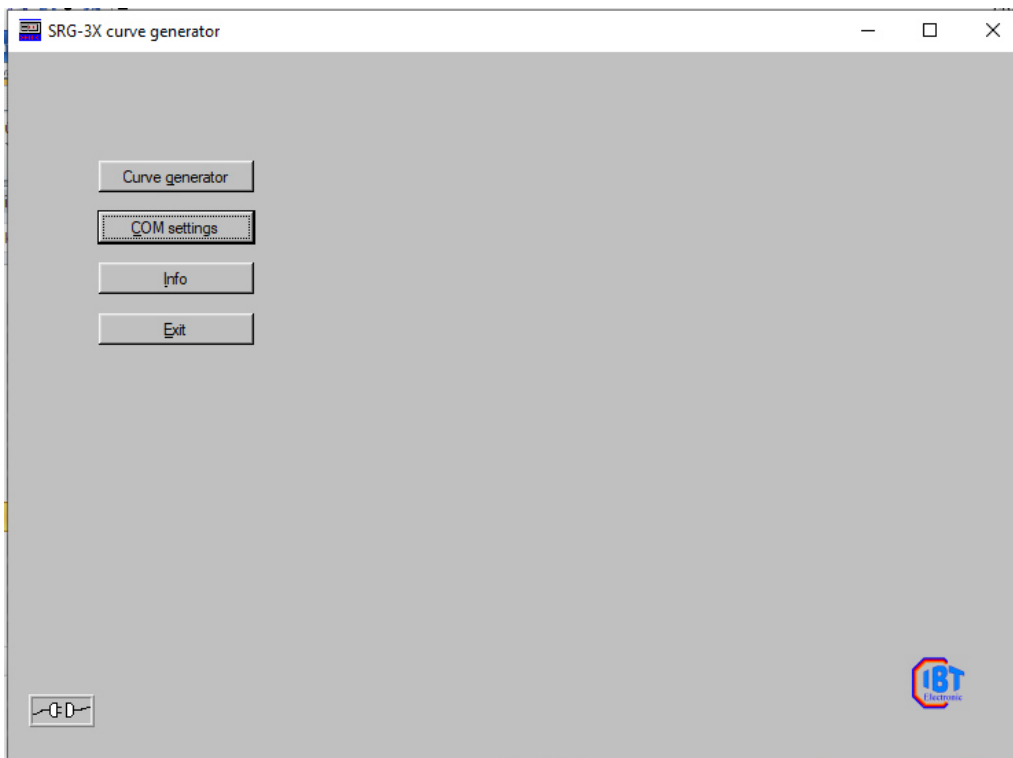 SRG-3X curve generator
Curve generator
COM settings
Info
Exit
IBT
Electronic